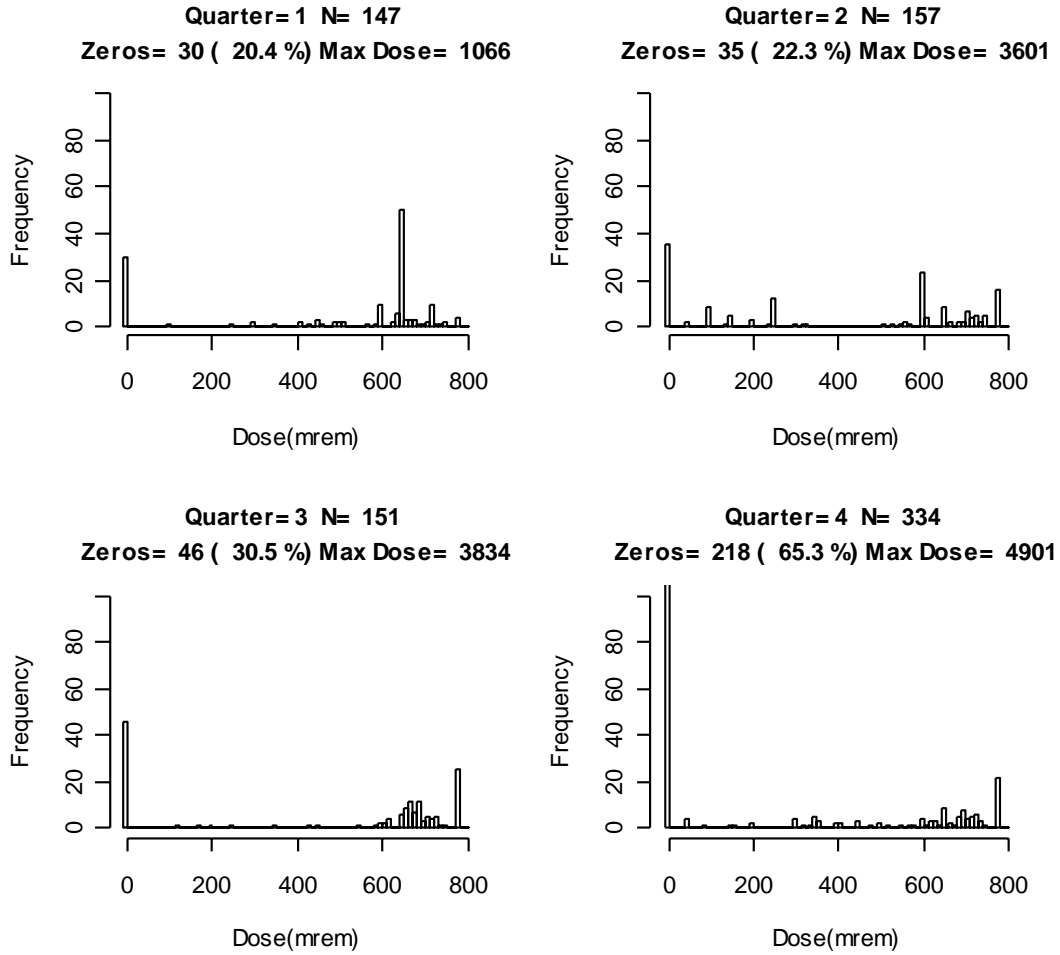 Quarter= 1 N= 147
Zeros= 30 ( 20.4 %) Max Dose= 1066
Frequency
0 20 40 60 80
0 200 400 600 800
Dose(mrem)
Quarter= 2 N= 157
Zeros= 35 ( 22.3 %) Max Dose= 3601
Frequency
0 20 40 60 80
0 200 400 600 800
Dose(mrem)
Quarter= 3 N= 151
Zeros= 46 ( 30.5 %) Max Dose= 3834
Frequency
0 20 40 60 80
0 200 400 600 800
Dose(mrem)
Quarter= 4 N= 334
Zeros= 218 ( 65.3 %) Max Dose= 4901
Frequency
0 20 40 60 80
0 200 400 600 800
Dose(mrem)